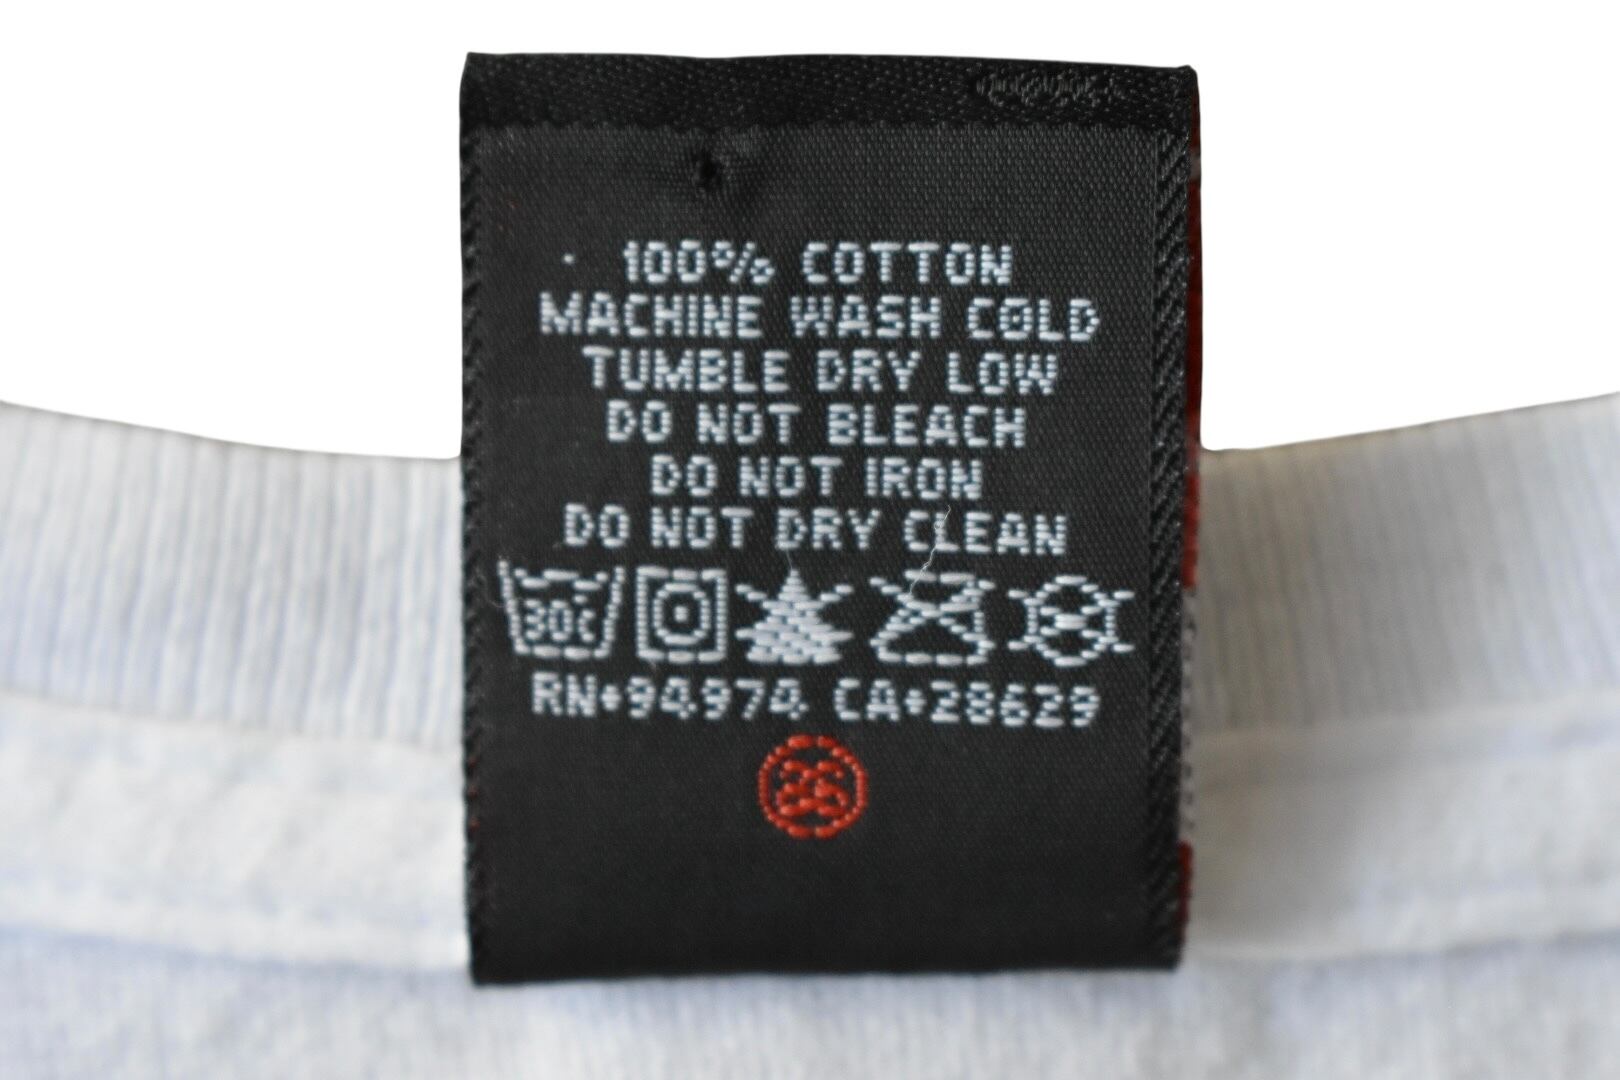 100% COTTON
MACHINE WASH COLD
TUMBLE DRY LOW
DO NOT BLEACH
DO NOT IRON
DO NOT DRY CLEAN
30c
RN•94974 CA•28629